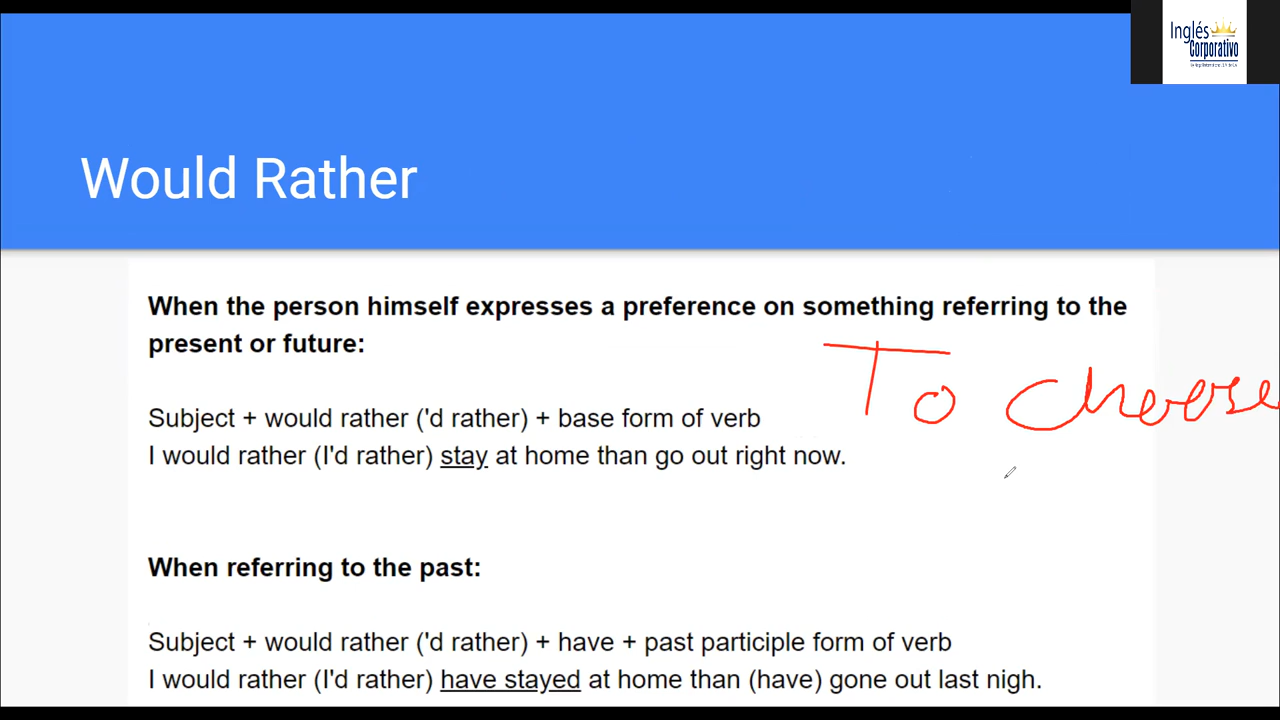 Inglés
Corporativo
Would Rather
When the person himself expresses a preference on something referring to the
present or future:
To choose
Subject + would rather ('d rather) + base form of verb
I would rather (I'd rather) stay at home than go out right now.
When referring to the past:
Subject + would rather ('d rather) + have + past participle form of verb
I would rather (I'd rather) have stayed at home than (have) gone out last nigh.